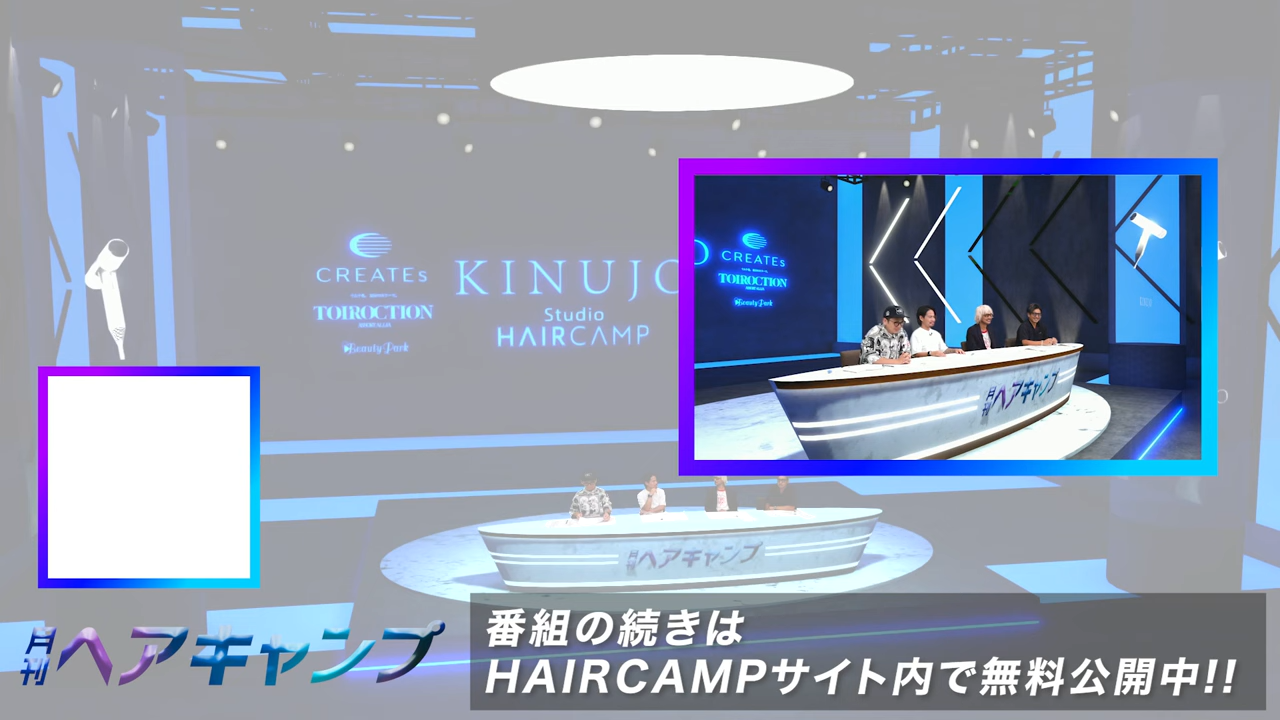 CREATEs
TOIROCTION
Beauty Park
KINUJO
Studio
HAIRCAMP
O
CREATEs
TOIROCTION
Beauty Park
月刊ヘアキャンプ
月刊ヘアキャンプ
月刊ヘアキャンプ
番組の続きは
HAIRCAMPサイト内で無料公開中!!